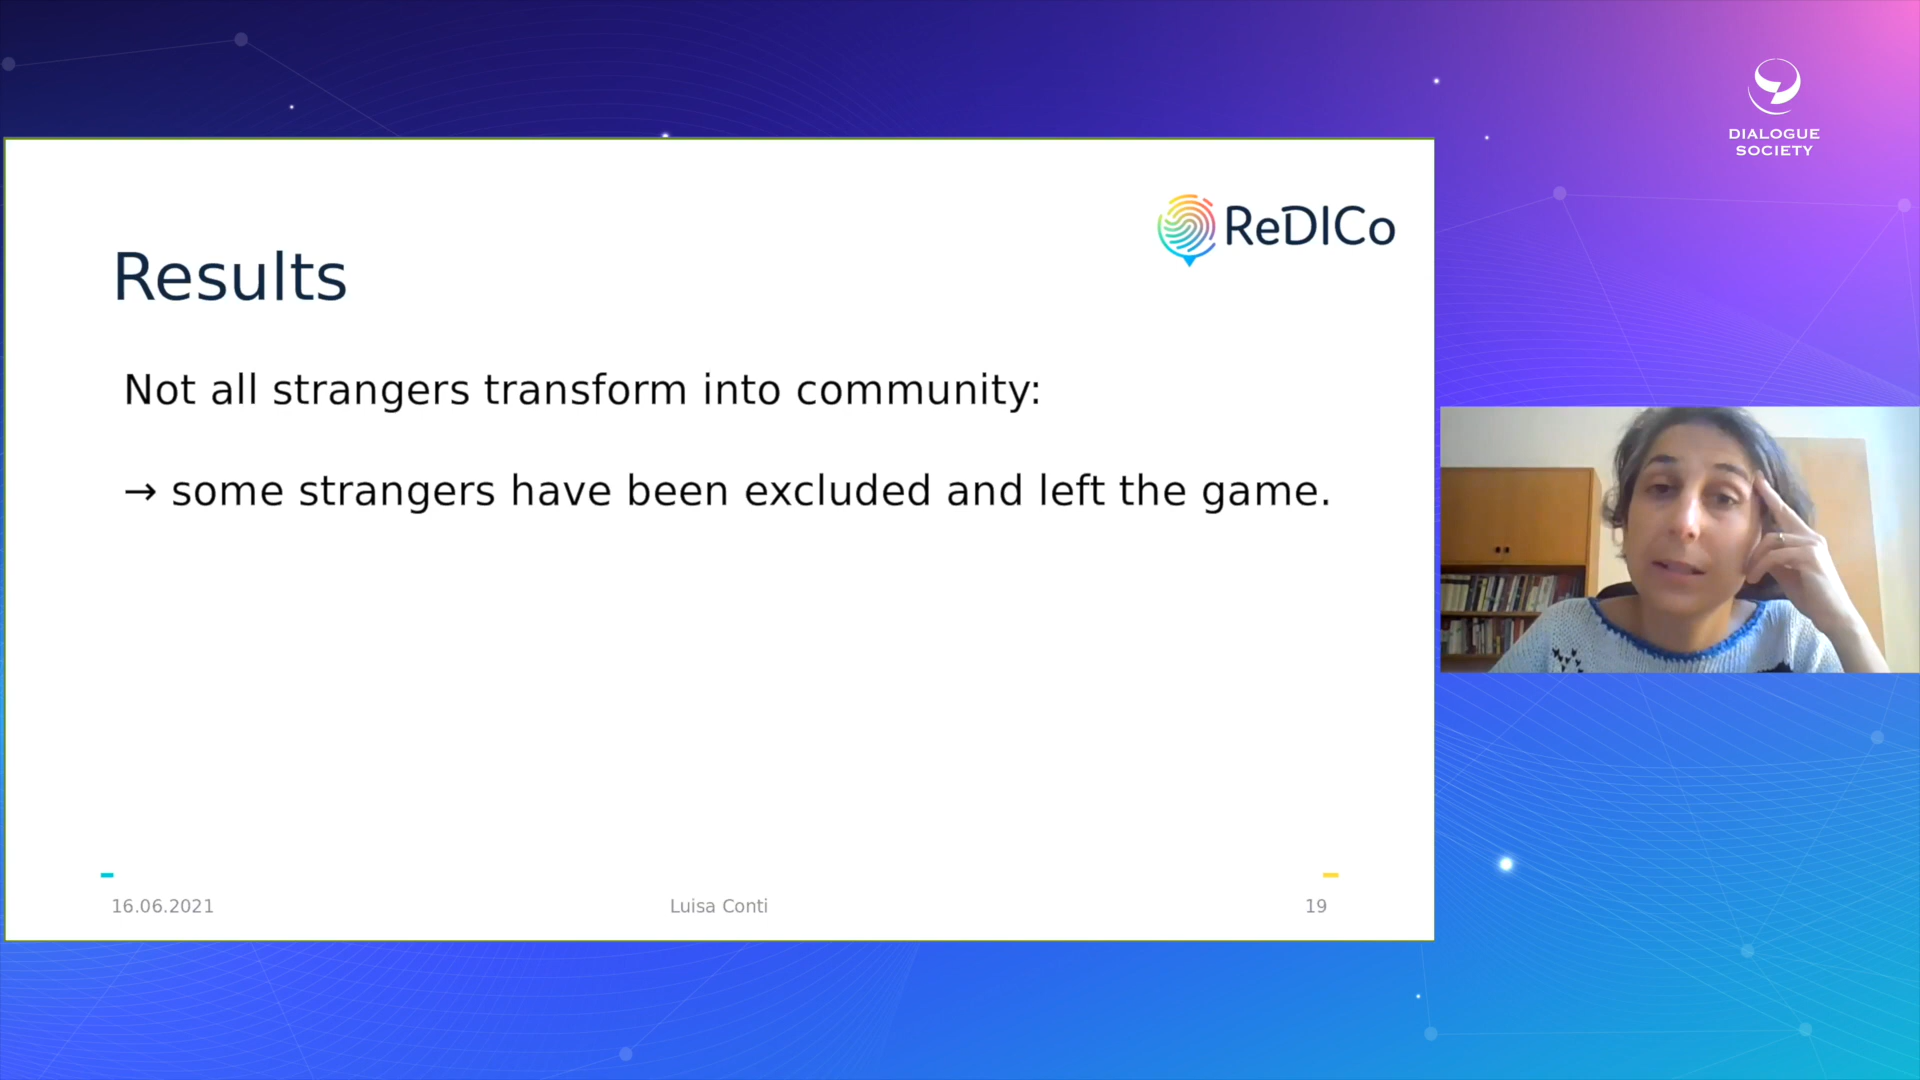 DIALOGUE
SOCIETY
ReDICo
Results
Not all strangers transform into community:
→ some strangers have been excluded and left the game.
16.06.2021
Luisa Conti
19